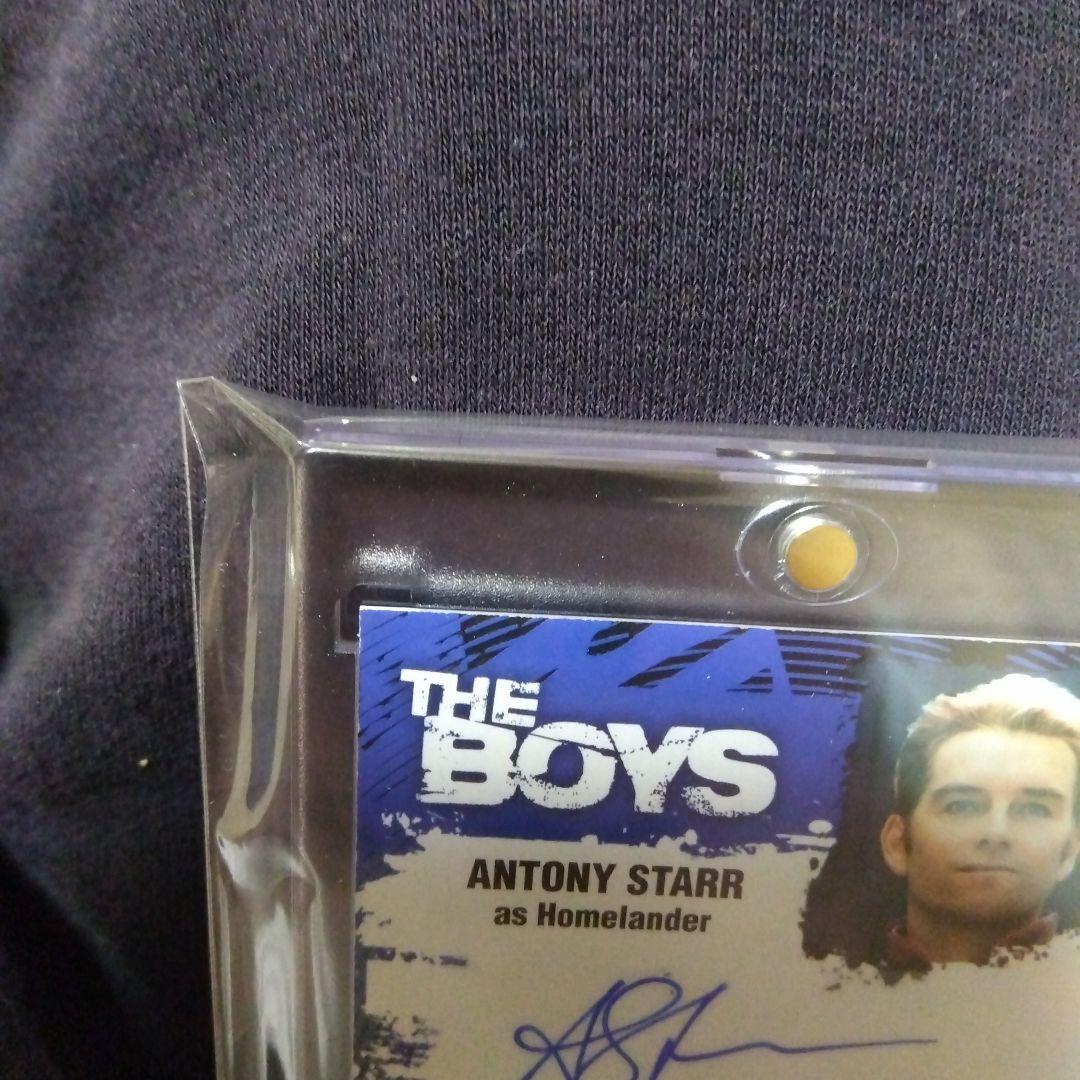 THE
BOYS
ANTONY STARR
as Homelander